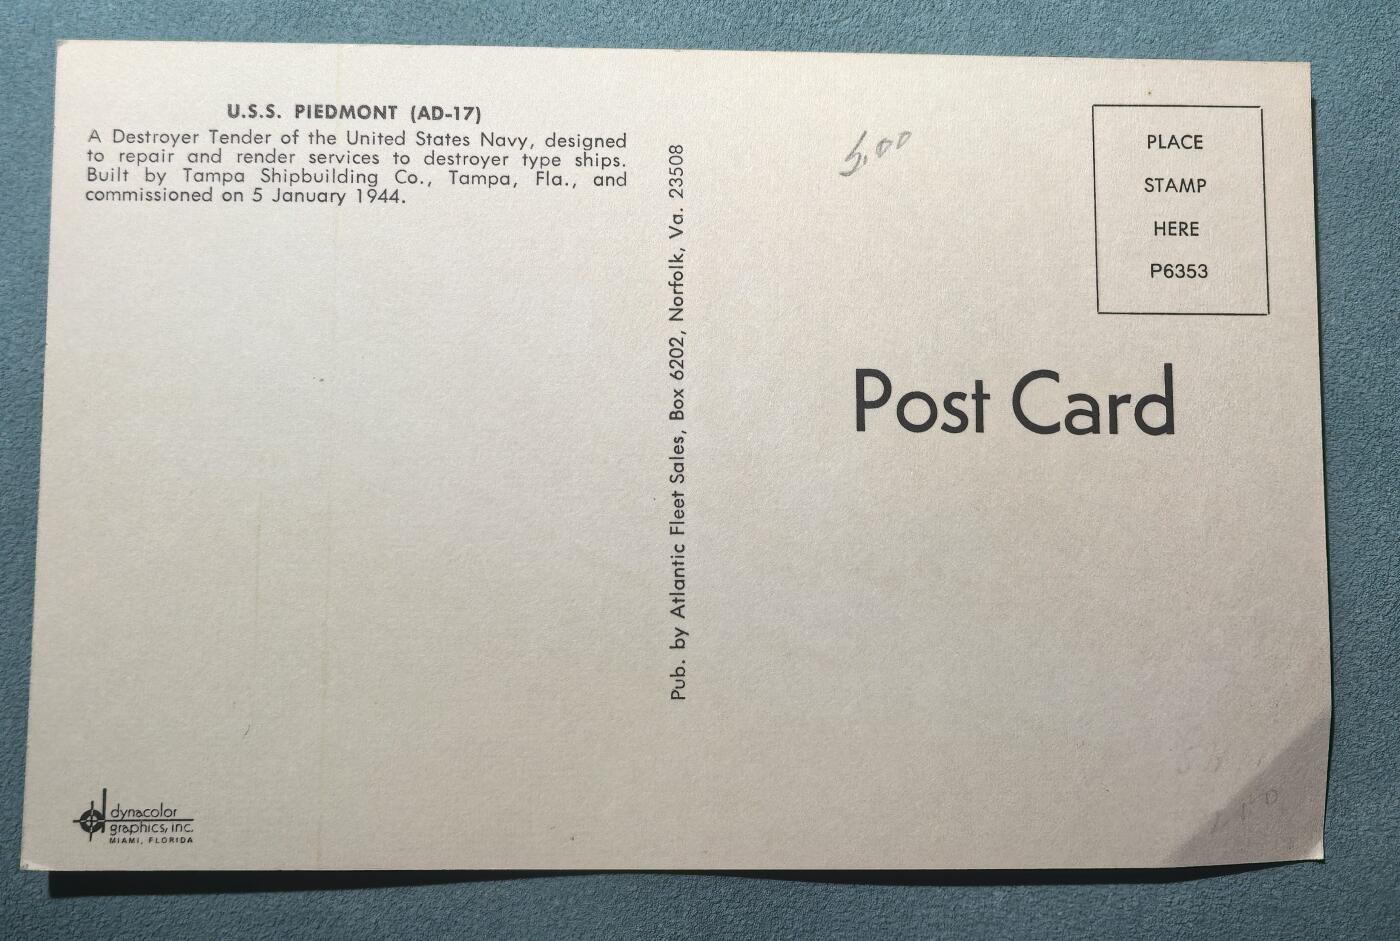 U.S.S. PIEDMONT (AD-17)
A Destroyer Tender of the United States Navy, designed
to repair and render services to destroyer type ships.
Built by Tampa Shipbuilding Co., Tampa, Fla., and
commissioned on 5 January 1944.
dynacolor
graphics, inc.
MIAMI, FLORIDA
Pub. by Atlantic Fleet Sales, Box 6202, Norfolk, Va. 23508
5.00
PLACE
STAMP
HERE
P6353
Post Card